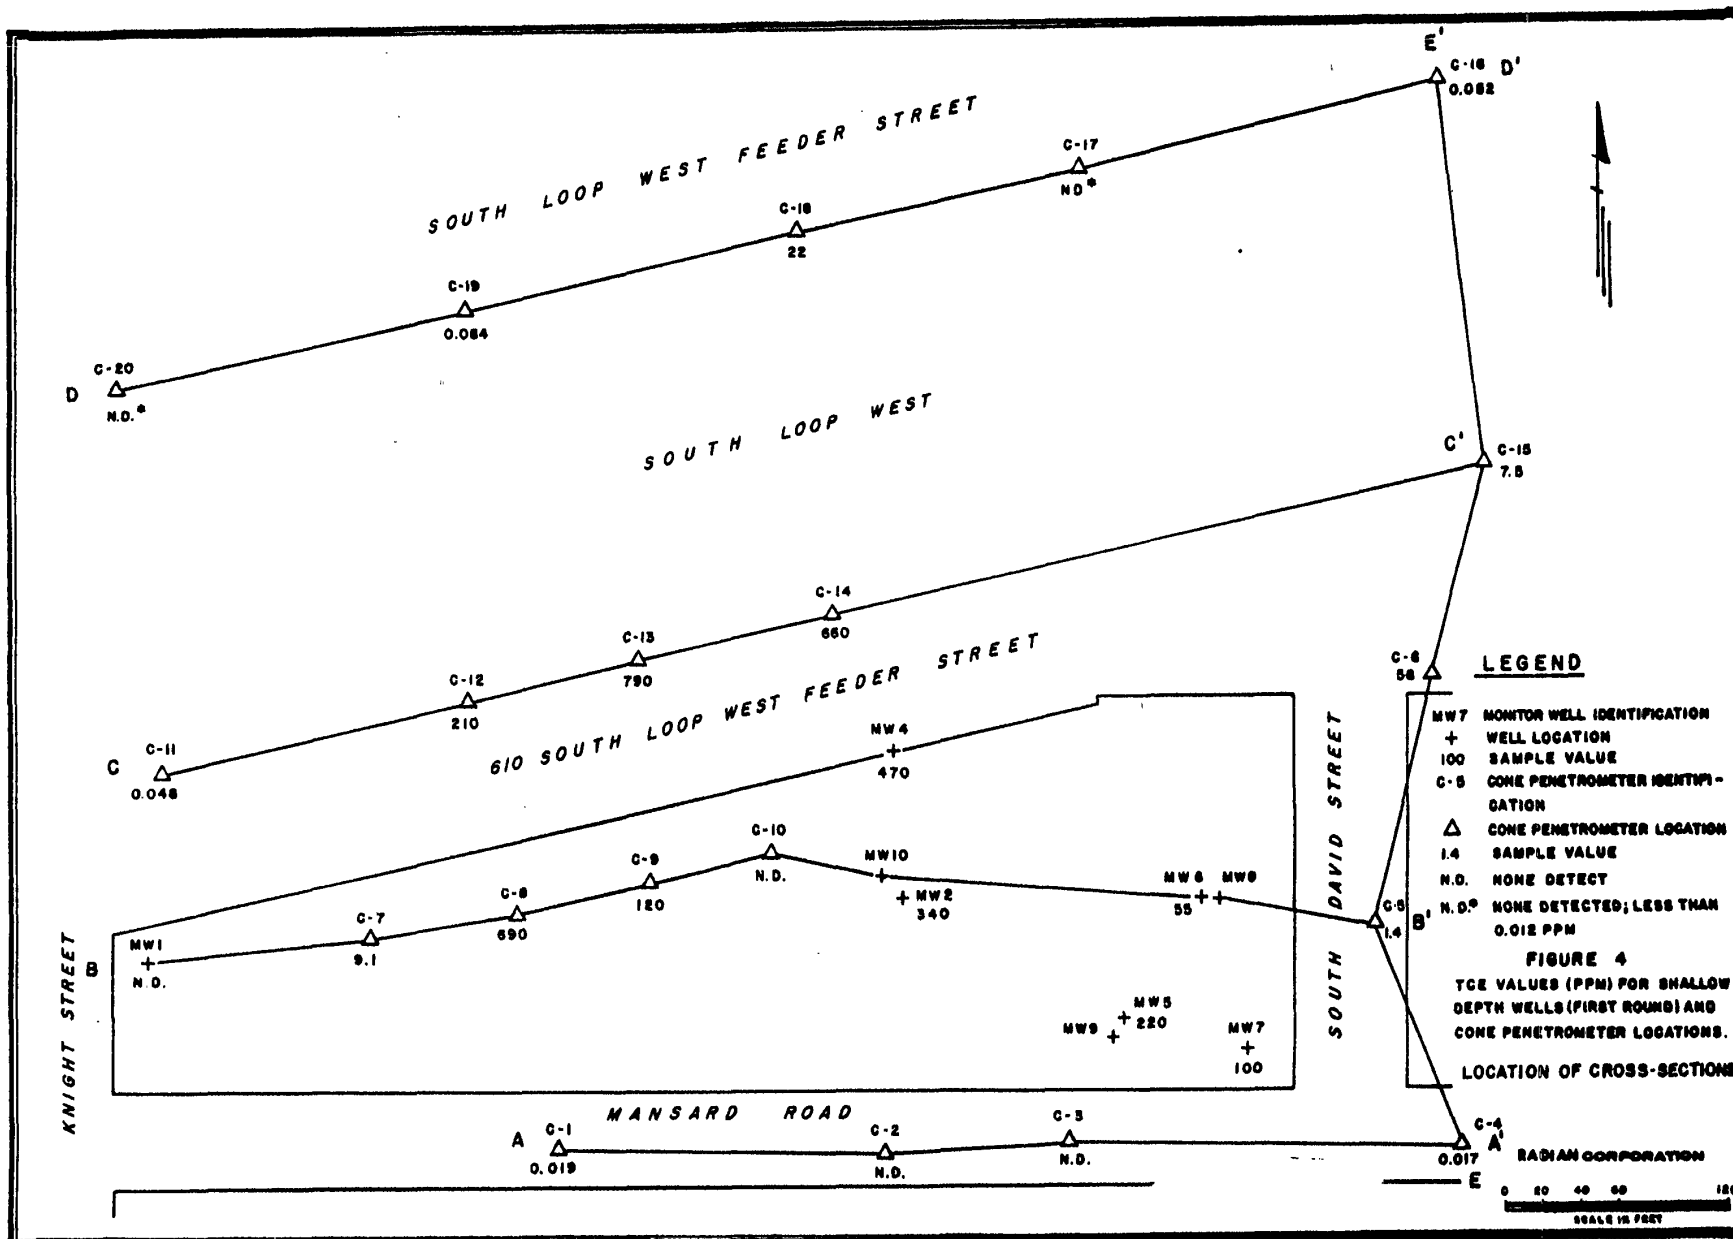 E'
C-16 D'
0.082
SOUTH LOOP WEST FEEDER STREET
C-17
ND*
C-18
22
C-19
0.084
C-20
D
N.D.*
SOUTH LOOP WEST
C'
C-15
7.5
C-14
660
C-13
790
C-12
210
C-11
C
0.048
610 SOUTH LOOP WEST FEEDER STREET
MW4
470
C-6
58
C-10
N.D.
MW10
MW2
340
C-9
120
C-8
690
C-7
9.1
MW1
B
N.D.
MW6
55
C-5
B'
1.4
MW5
220
MW9
MW7
100
KNIGHT STREET
SOUTH DAVID STREET
MANSARD ROAD
A
C-1
0.019
C-2
N.D.
C-3
N.D.
C-4
A'
0.017
E
LEGEND
MW7 MONITOR WELL IDENTIFICATION
+ WELL LOCATION
100 SAMPLE VALUE
C-5 CONE PENETROMETER IDENTIFI-
CATION
△ CONE PENETROMETER LOCATION
1.4 SAMPLE VALUE
N.D. NONE DETECT
N.D.* NONE DETECTED; LESS THAN
0.012 PPM
FIGURE 4
TCE VALUES (PPM) FOR SHALLOW
DEPTH WELLS (FIRST ROUND) AND
CONE PENETROMETER LOCATIONS.
LOCATION OF CROSS-SECTIONS
RADIAN CORPORATION
0 20 40 60
SCALE IN FEET